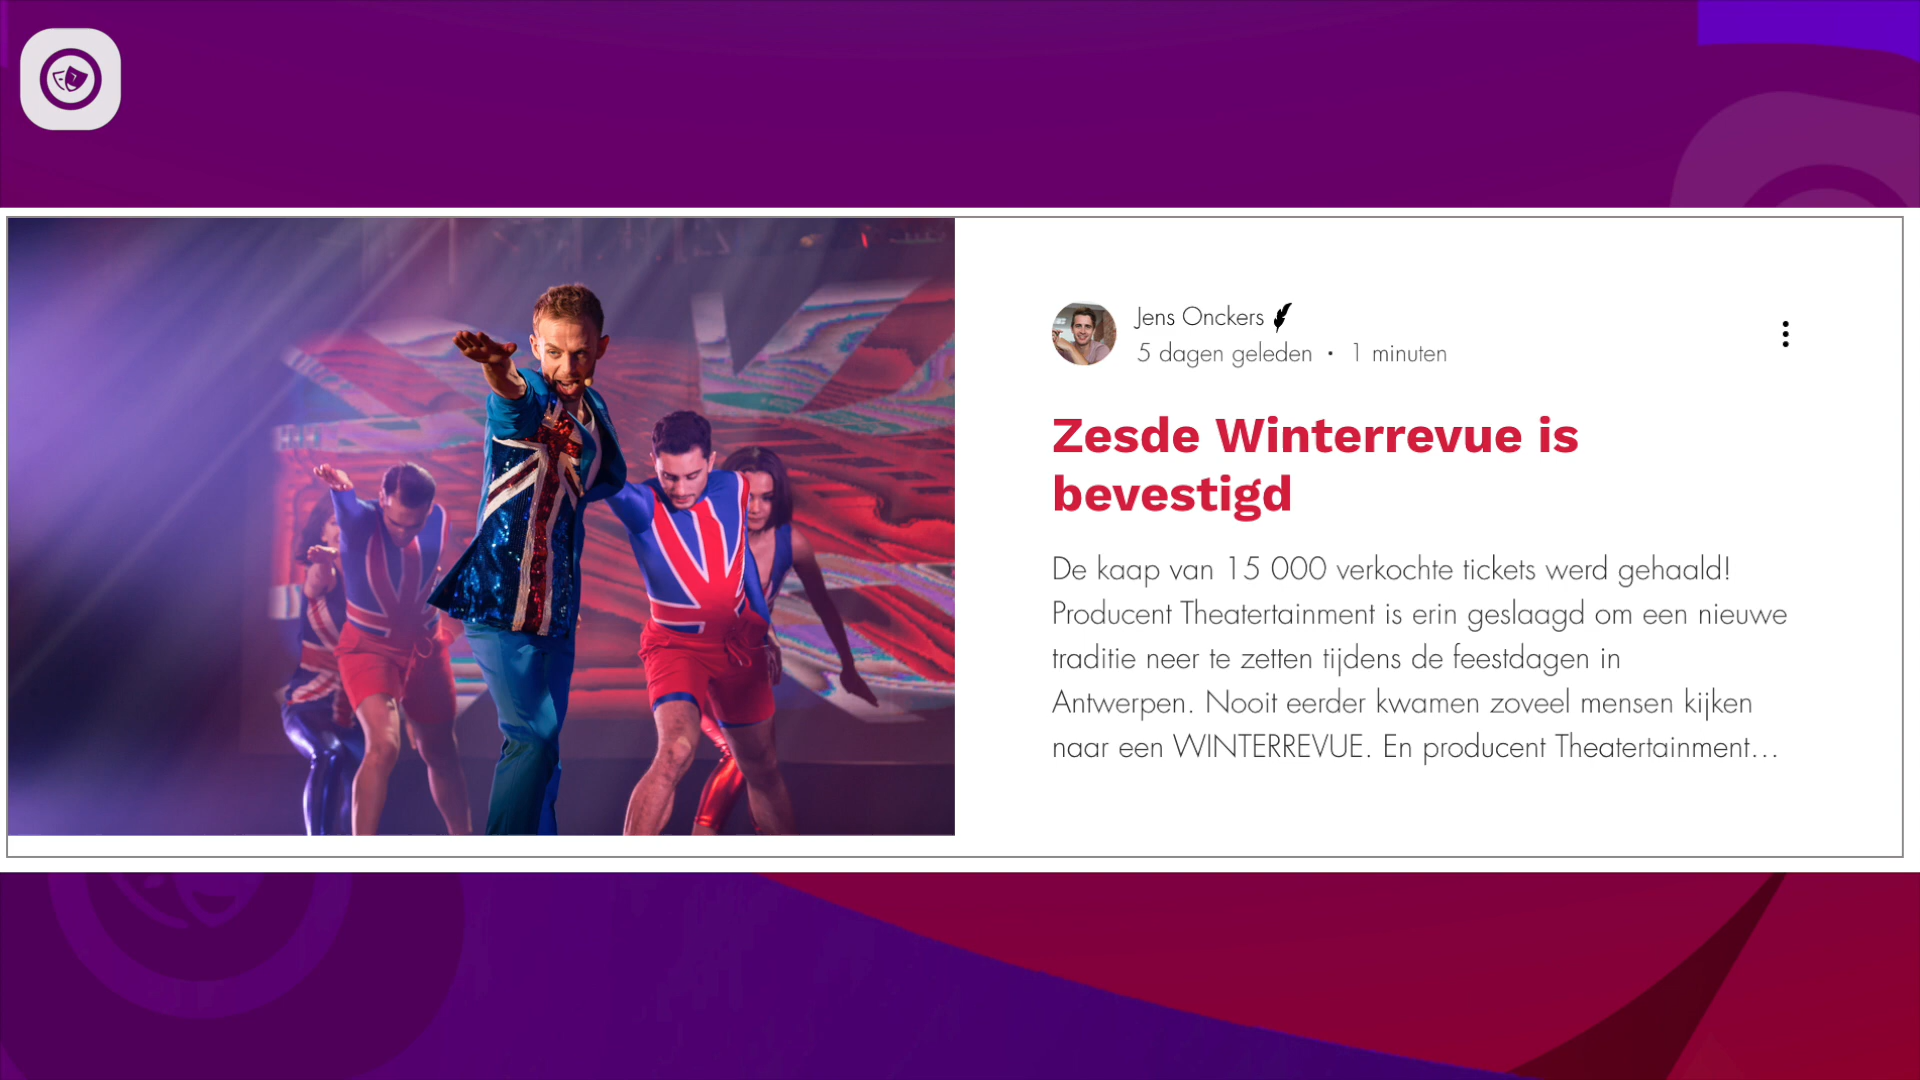 Jens Onckers
5 dagen geleden · 1 minuten
Zesde Winterrevue is
bevestigd
De kaap van 15 000 verkochte tickets werd gehaald!
Producent Theatertainment is erin geslaagd om een nieuwe
traditie neer te zetten tijdens de feestdagen in
Antwerpen. Nooit eerder kwamen zoveel mensen kijken
naar een WINTERREVUE. En producent Theatertainment...